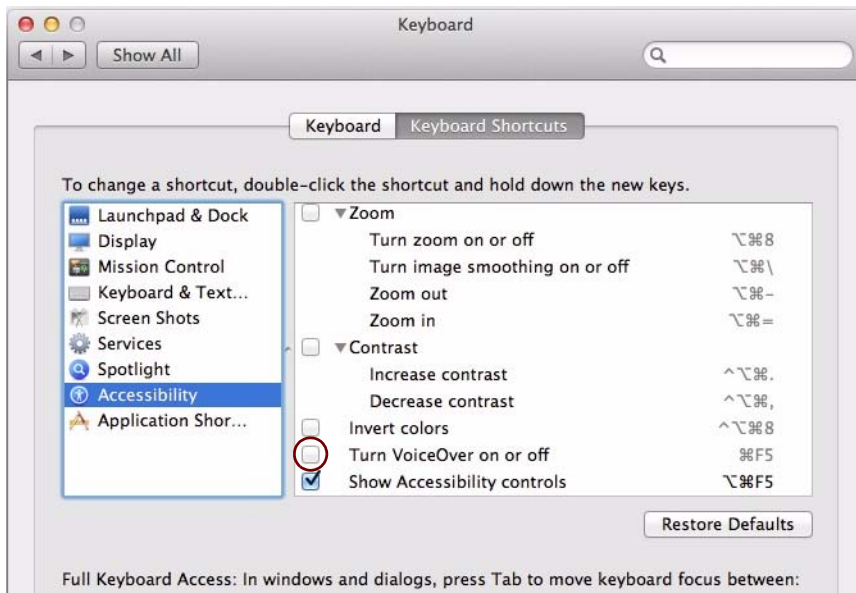 Keyboard
Show All
Keyboard Keyboard Shortcuts
To change a shortcut, double-click the shortcut and hold down the new keys.
Launchpad & Dock
Display
Mission Control
Keyboard & Text...
Screen Shots
Services
Spotlight
Accessibility
Application Shor...
Zoom
Turn zoom on or off ⌥⌘8
Turn image smoothing on or off ⌥⌘\
Zoom out ⌥⌘-
Zoom in ⌥⌘=
Contrast
Increase contrast ^⌥⌘.
Decrease contrast ^⌥⌘,
Invert colors ^⌥⌘8
Turn VoiceOver on or off ⌘F5
Show Accessibility controls ⌥⌘F5
Restore Defaults
Full Keyboard Access: In windows and dialogs, press Tab to move keyboard focus between: